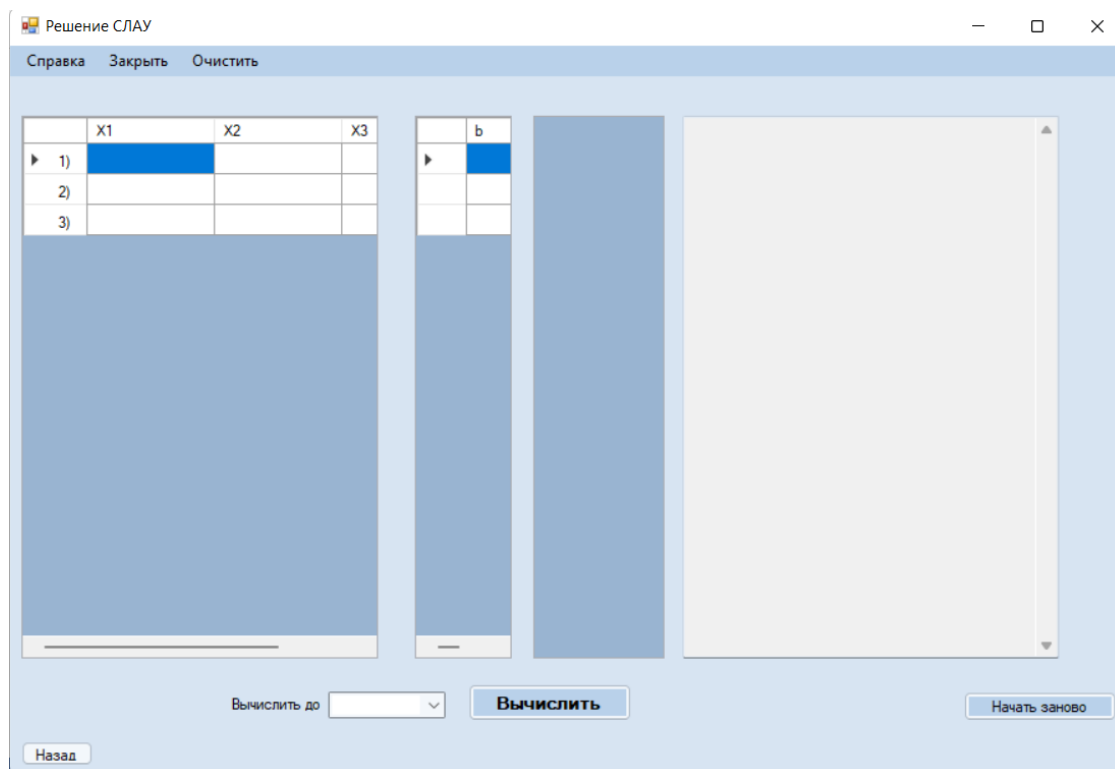 Решение СЛАУ
Справка Закрыть Очистить
X1 X2 X3 b
1)
2)
3)
Вычислить до Вычислить Начать заново
Назад